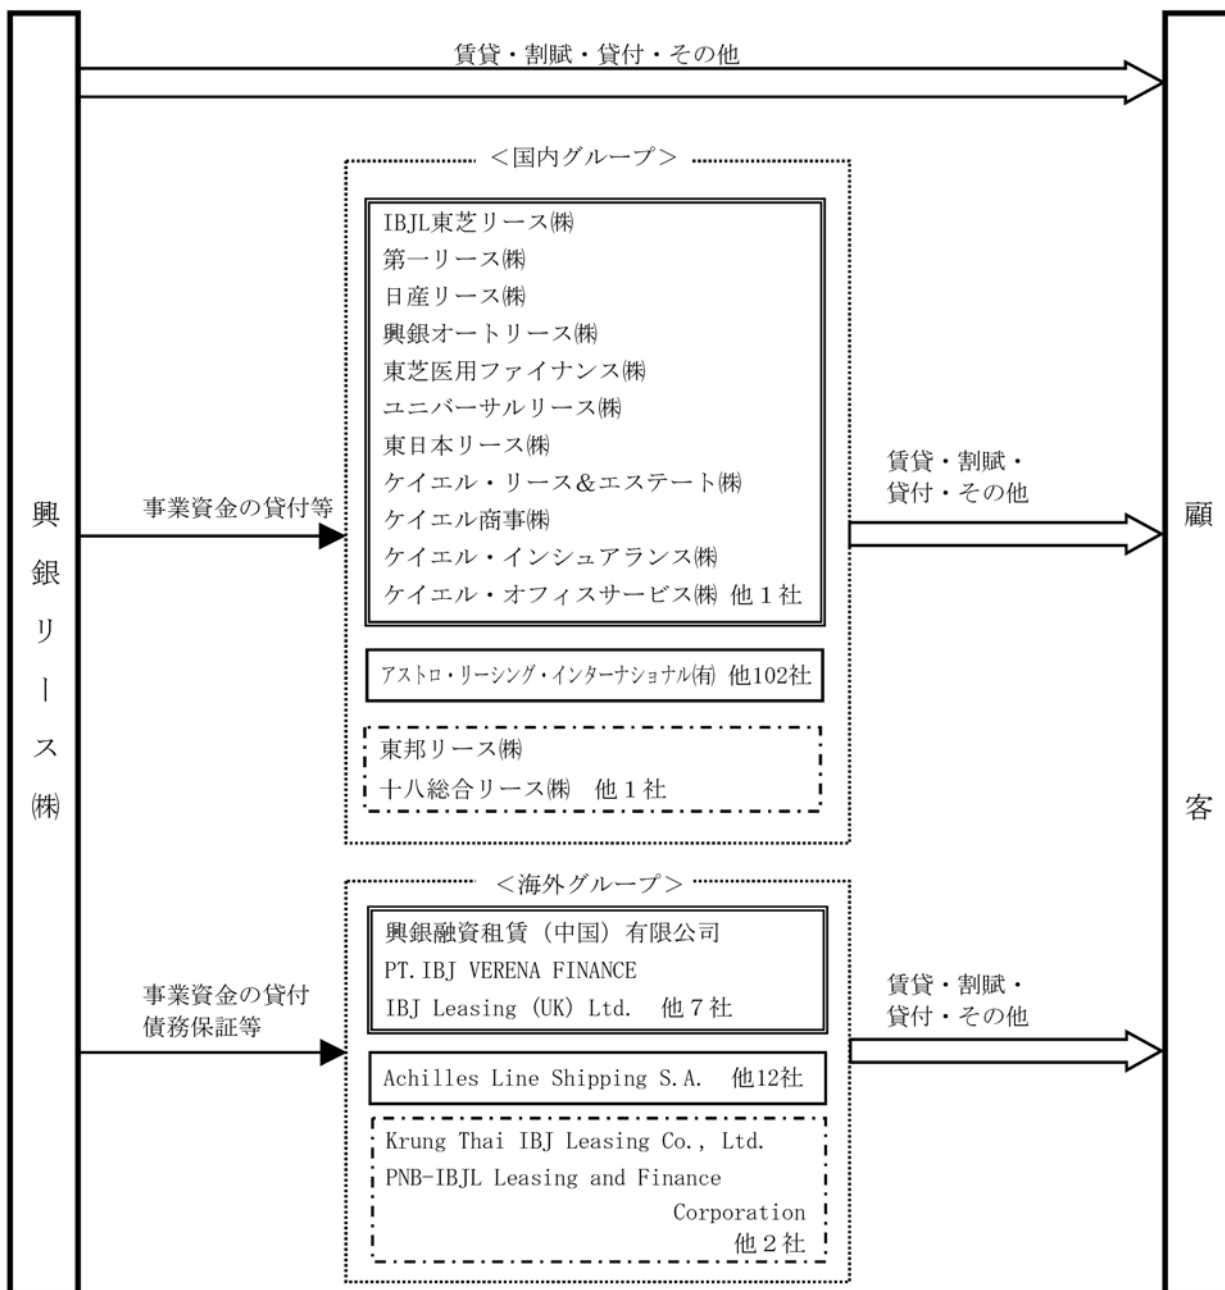 賃貸・割賦・貸付・その他
＜国内グループ＞
IBJL東芝リース㈱
第一リース㈱
日産リース㈱
興銀オートリース㈱
東芝医用ファイナンス㈱
ユニバーサルリース㈱
東日本リース㈱
ケイエル・リース＆エステート㈱
ケイエル商事㈱
ケイエル・インシュアランス㈱
ケイエル・オフィスサービス㈱ 他１社
アストロ・リーシング・インターナショナル㈲ 他102社
東邦リース㈱
十八総合リース㈱　他１社
興銀リース㈱
事業資金の貸付等
賃貸・割賦・
貸付・その他
顧客
＜海外グループ＞
興銀融資租賃（中国）有限公司
PT.IBJ VERENA FINANCE
IBJ Leasing (UK) Ltd.　他７社
Achilles Line Shipping S.A.　他12社
Krung Thai IBJ Leasing Co., Ltd.
PNB-IBJL Leasing and Finance
Corporation
他２社
事業資金の貸付
債務保証等
賃貸・割賦・
貸付・その他